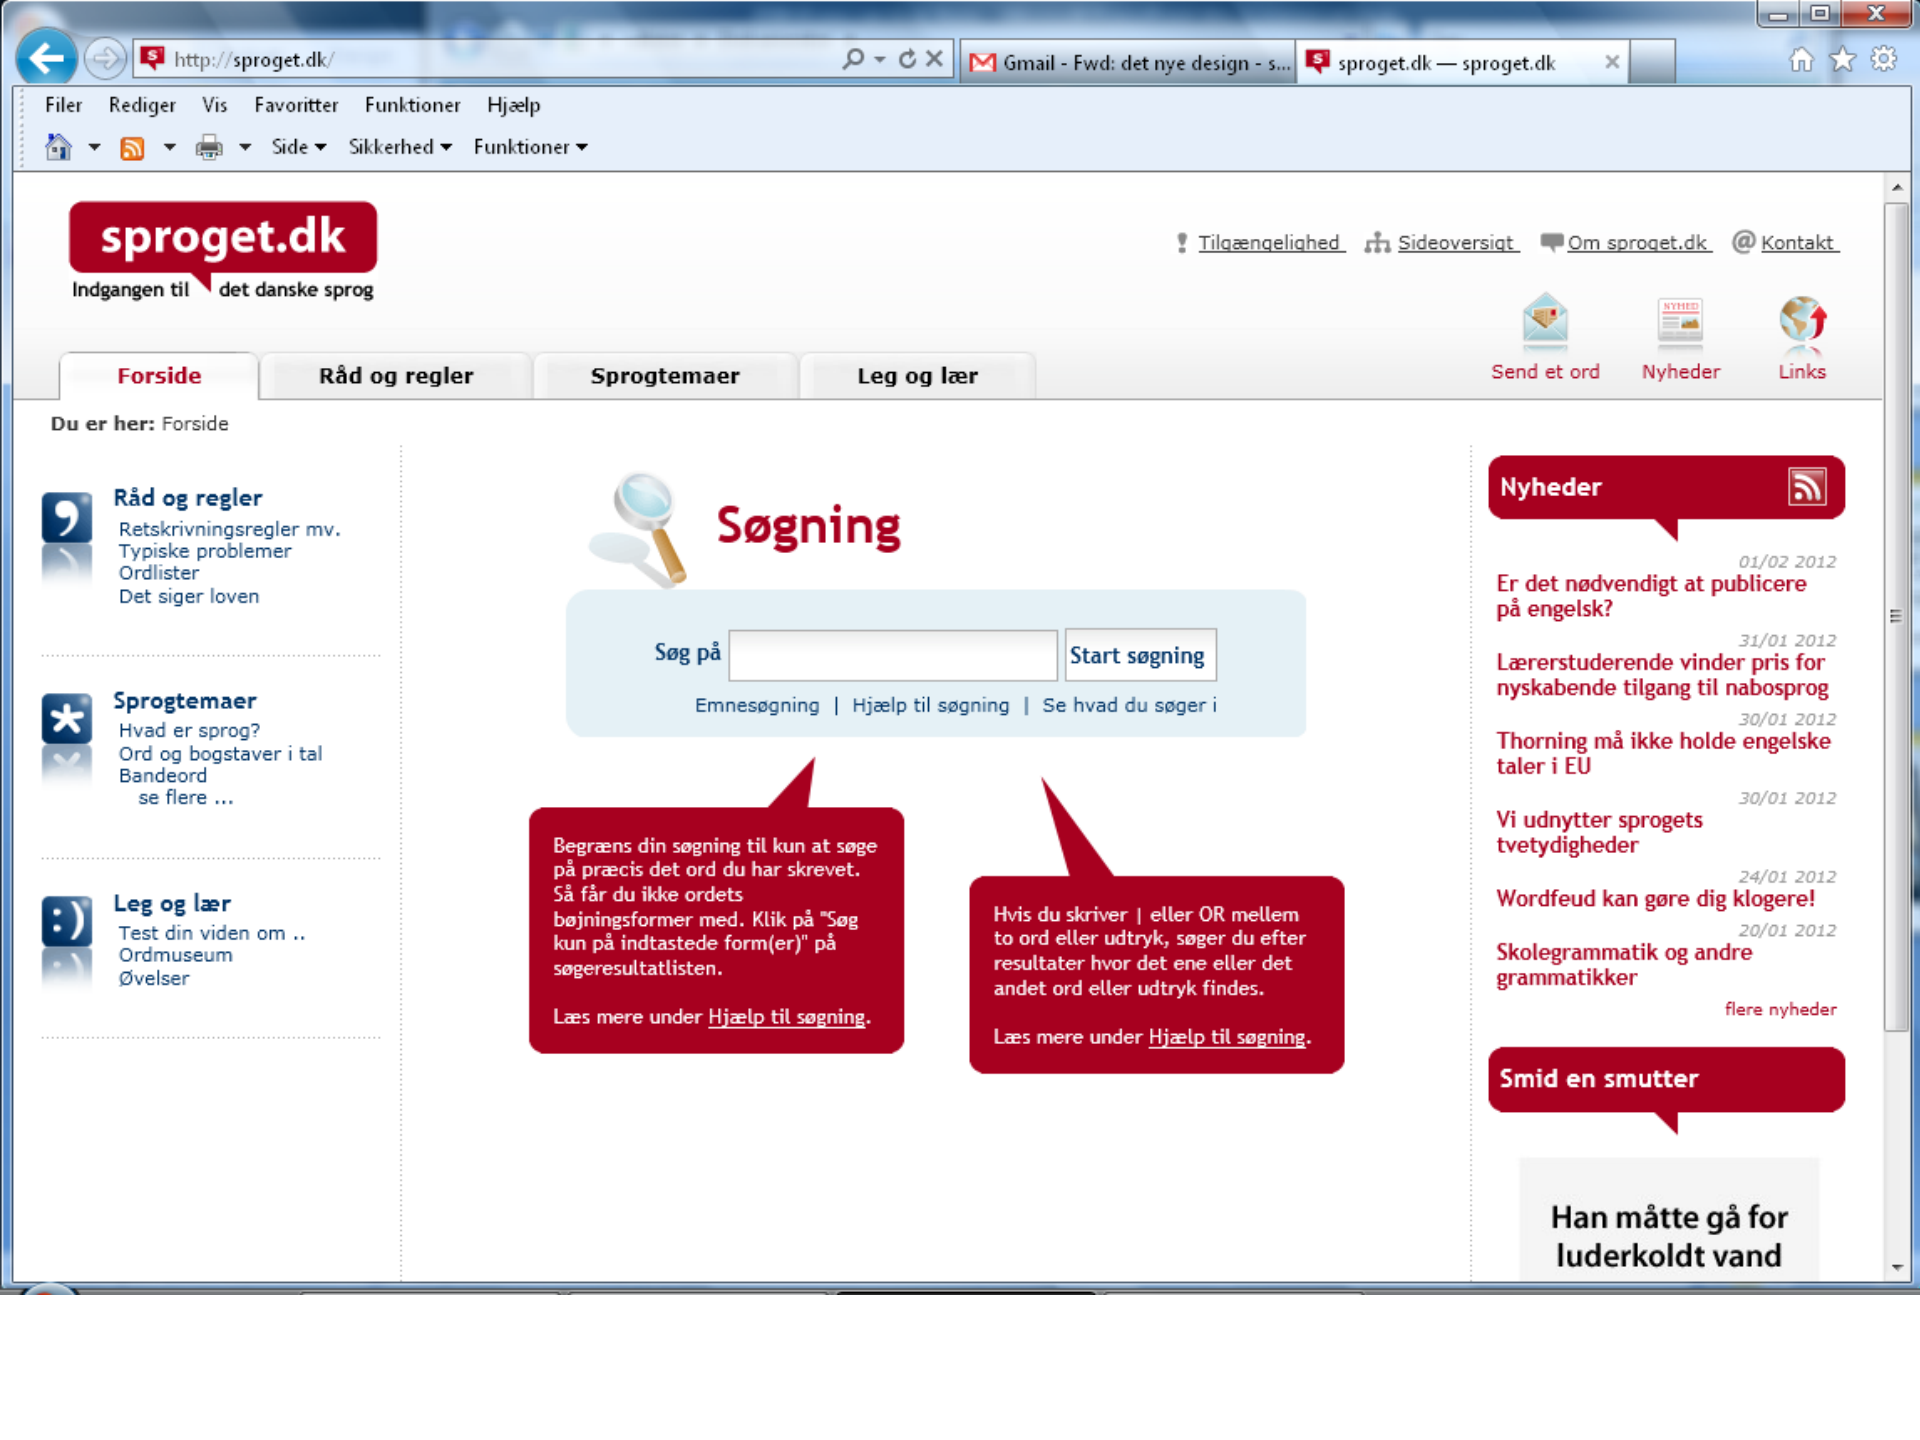 http://sproget.dk/
Gmail - Fwd: det nye design - s...
sproget.dk — sproget.dk
Filer Rediger Vis Favoritter Funktioner Hjælp
Side Sikkerhed Funktioner
sproget.dk
Indgangen til det danske sprog
Tilgængelighed Sideoversigt Om sproget.dk Kontakt
NYHED
Send et ord Nyheder Links
Forside Råd og regler Sprogtemaer Leg og lær
Du er her: Forside
Råd og regler
Retskrivningsregler mv.
Typiske problemer
Ordlister
Det siger loven
Sprogtemaer
Hvad er sprog?
Ord og bogstaver i tal
Bandeord
se flere ...
Leg og lær
Test din viden om ..
Ordmuseum
Øvelser
Søgning
Søg på
Start søgning
Emnesøgning | Hjælp til søgning | Se hvad du søger i
Begræns din søgning til kun at søge
på præcis det ord du har skrevet.
Så får du ikke ordets
bøjningsformer med. Klik på "Søg
kun på indtastede form(er)" på
søgeresultatlisten.
Læs mere under Hjælp til søgning.
Hvis du skriver | eller OR mellem
to ord eller udtryk, søger du efter
resultater hvor det ene eller det
andet ord eller udtryk findes.
Læs mere under Hjælp til søgning.
Nyheder
01/02 2012
Er det nødvendigt at publicere
på engelsk?
31/01 2012
Lærerstuderende vinder pris for
nyskabende tilgang til nabosprog
30/01 2012
Thorning må ikke holde engelske
taler i EU
30/01 2012
Vi udnytter sprogets
tvetydigheder
24/01 2012
Wordfeud kan gøre dig klogere!
20/01 2012
Skolegrammatik og andre
grammatikker
flere nyheder
Smid en smutter
Han måtte gå for
luderkoldt vand